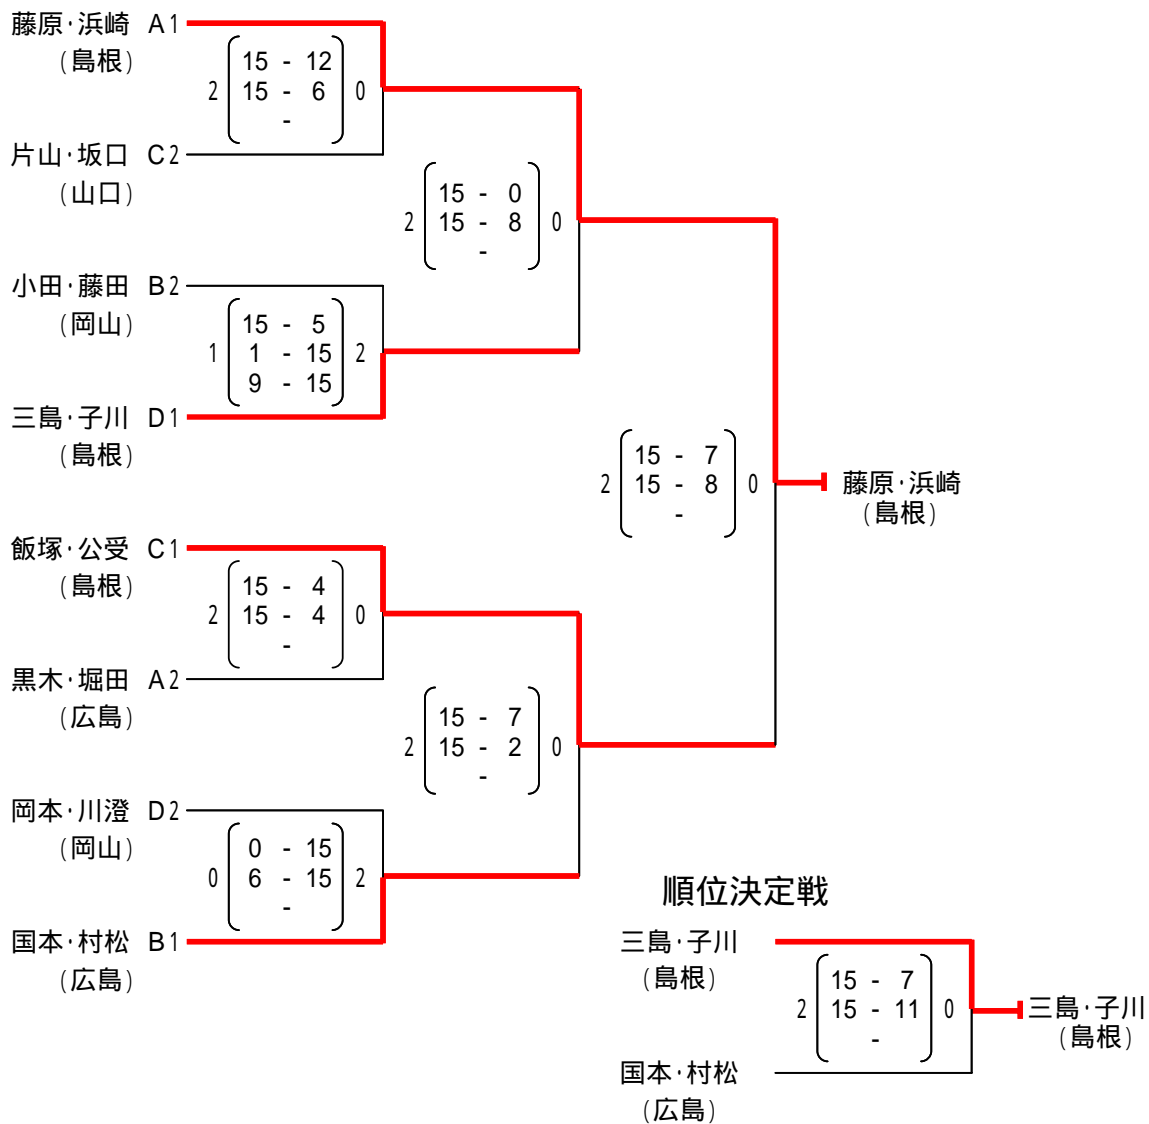 藤原・浜崎 A1
(島根)
15 - 12
2 15 - 6 0
-
片山・坂口 C2
(山口)
15 - 0
2 15 - 8 0
-
小田・藤田 B2
(岡山)
15 - 5
1 1 - 15 2
9 - 15
三島・子川 D1
(島根)
15 - 7
2 15 - 8 0
-
藤原・浜崎
(島根)
飯塚・公受 C1
(島根)
15 - 4
2 15 - 4 0
-
黒木・堀田 A2
(広島)
15 - 7
2 15 - 2 0
-
岡本・川澄 D2
(岡山)
0 - 15
0 6 - 15 2
-
国本・村松 B1
(広島)
順位決定戦
三島・子川
(島根)
15 - 7
2 15 - 11 0
-
三島・子川
(島根)
国本・村松
(広島)